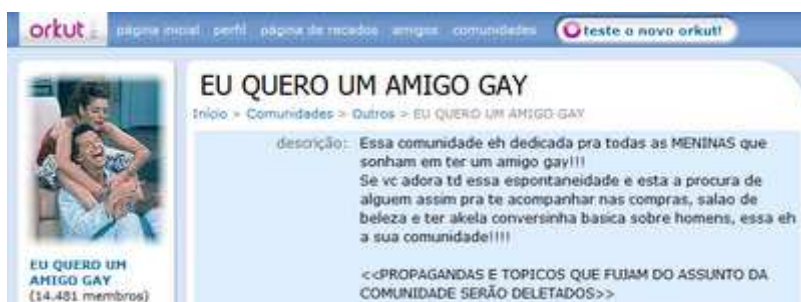 orkut
página inicial perfil página de recados amigos comunidades
teste o novo orkut!
EU QUERO UM AMIGO GAY
Início > Comunidades > Outros > EU QUERO UM AMIGO GAY
descrição: Essa comunidade eh dedicada pra todas as MENINAS que
sonham em ter um amigo gay!!!
Se vc adora td essa espontaneidade e esta a procura de
alguem assim pra te acompanhar nas compras, salao de
beleza e ter akela conversinha basica sobre homens, essa eh
a sua comunidade!!!!
<<PROPAGANDAS E TOPICOS QUE FUJAM DO ASSUNTO DA
COMUNIDADE SERÃO DELETADOS>>
EU QUERO UM
AMIGO GAY
(14.481 membros)